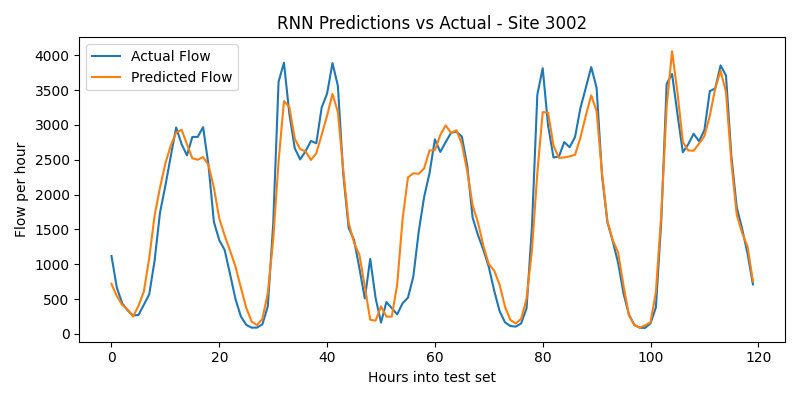 RNN Predictions vs Actual - Site 3002
Actual Flow
Predicted Flow
Flow per hour
4000
3500
3000
2500
2000
1500
1000
500
0
0 20 40 60 80 100 120
Hours into test set